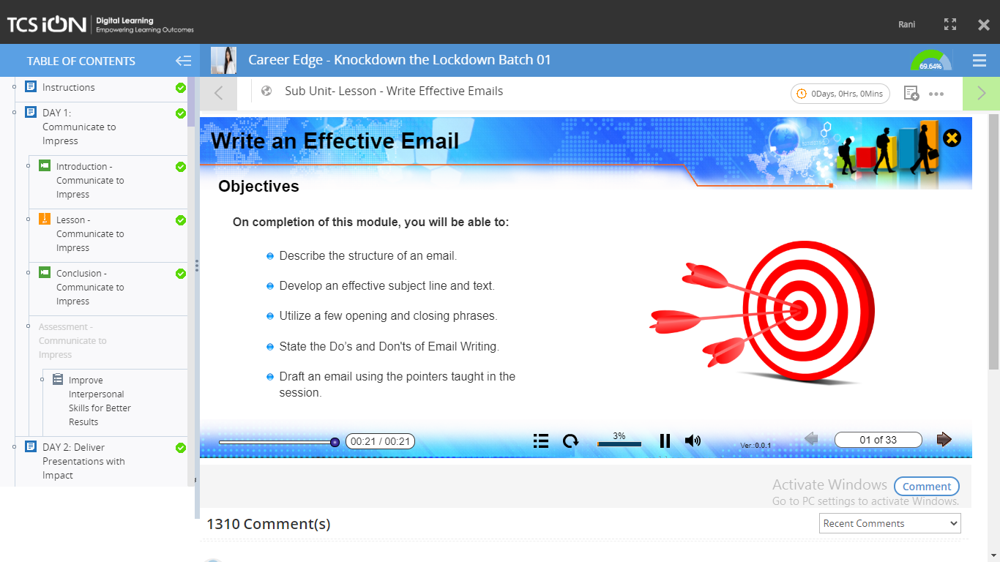 TCS iON
Digital Learning
Empowering Learning Outcomes
Rani
TABLE OF CONTENTS
Career Edge - Knockdown the Lockdown Batch 01
69.64%
Instructions
DAY 1:
Communicate to
Impress
Introduction -
Communicate to
Impress
Lesson -
Communicate to
Impress
Conclusion -
Communicate to
Impress
Assessment -
Communicate to
Impress
Improve
Interpersonal
Skills for Better
Results
DAY 2: Deliver
Presentations with
Impact
Sub Unit- Lesson - Write Effective Emails
0Days, 0Hrs, 0Mins
Write an Effective Email
Objectives
On completion of this module, you will be able to:
Describe the structure of an email.
Develop an effective subject line and text.
Utilize a few opening and closing phrases.
State the Do’s and Don'ts of Email Writing.
Draft an email using the pointers taught in the
session.
00:21 / 00:21
3%
Ver.:0.0.1
01 of 33
Activate Windows
Go to PC settings to activate Windows.
Comment
1310 Comment(s)
Recent Comments